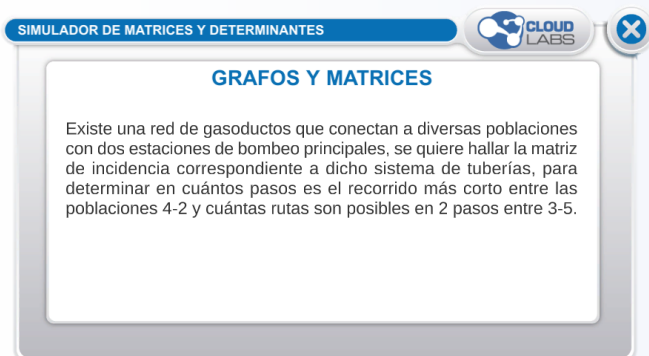 SIMULADOR DE MATRICES Y DETERMINANTES
CLOUD
LABS
GRAFOS Y MATRICES
Existe una red de gasoductos que conectan a diversas poblaciones
con dos estaciones de bombeo principales, se quiere hallar la matriz
de incidencia correspondiente a dicho sistema de tuberías, para
determinar en cuántos pasos es el recorrido más corto entre las
poblaciones 4-2 y cuántas rutas son posibles en 2 pasos entre 3-5.